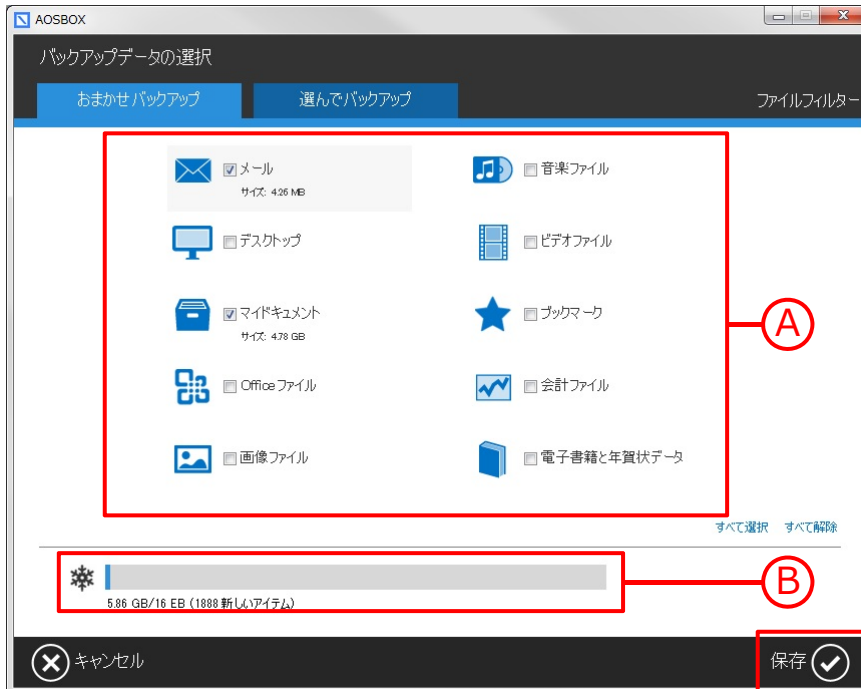 AOSBOX
バックアップデータの選択
おまかせバックアップ 選んでバックアップ ファイルフィルター
メール 音楽ファイル
サイズ: 4.26 MB
デスクトップ ビデオファイル
マイドキュメント ブックマーク
サイズ: 4.78 GB
A
Office ファイル 会計ファイル
画像ファイル 電子書籍と年賀状データ
すべて選択 すべて解除
B
5.86 GB/16 EB (1888 新しいアイテム)
キャンセル 保存